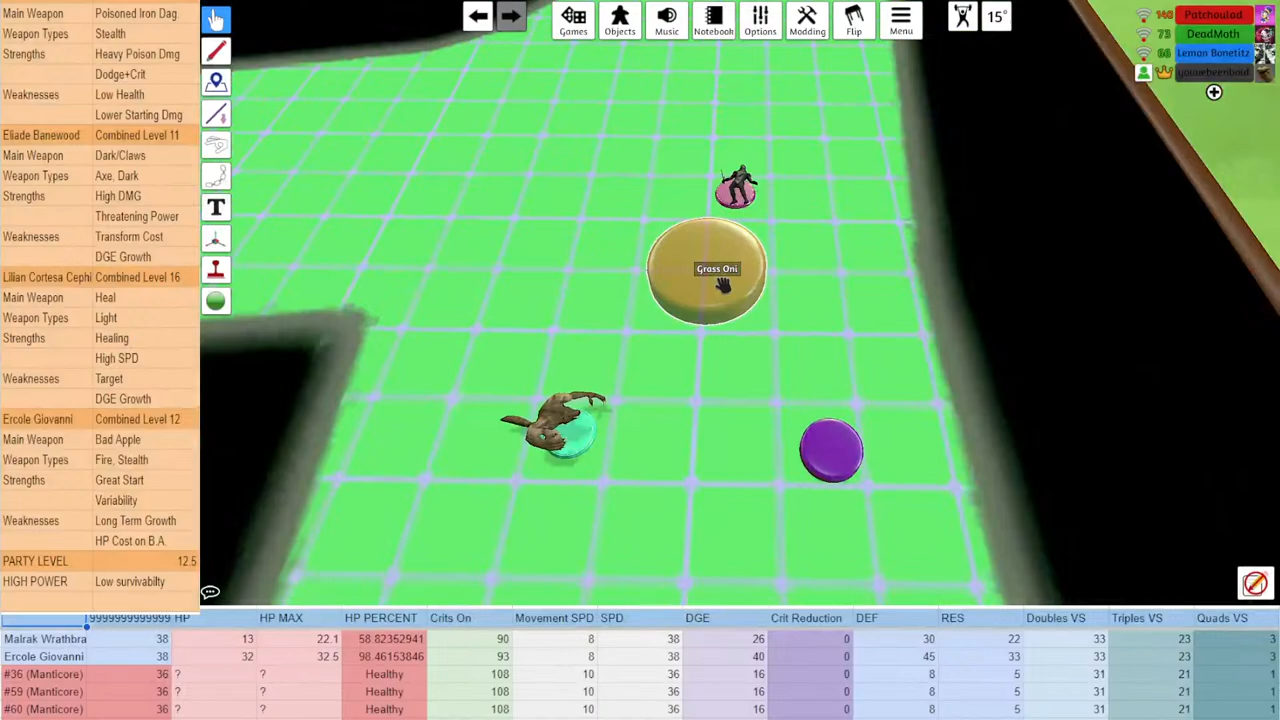 Main Weapon Poisoned Iron Dag.
Weapon Types Stealth
Strengths Heavy Poison Dmg
Dodge+Crit
Weaknesses Low Health
Lower Starting Dmg
Eliade Banewood Combined Level 11
Main Weapon Dark/Claws
Weapon Types Axe, Dark
Strengths High DMG
Threatening Power
Weaknesses Transform Cost
DGE Growth
Lilian Cortesa Cephi Combined Level 16
Main Weapon Heal
Weapon Types Light
Strengths Healing
High SPD
Weaknesses Target
DGE Growth
Ercole Giovanni Combined Level 12
Main Weapon Bad Apple
Weapon Types Fire, Stealth
Strengths Great Start
Variability
Weaknesses Long Term Growth
HP Cost on B.A.
PARTY LEVEL 12.5
HIGH POWER Low survivabilty
T
Games Objects Music Notebook Options Modding Flip Menu
15°
140 Patchoulad
73 DeadMoth
66 Lemon Bonetitz
Grass Oni
9999999999999 HP HP MAX HP PERCENT Crits On Movement SPD SPD DGE Crit Reduction DEF RES Doubles VS Triples VS Quads VS
Malrak Wrathbra 38 13 22.1 58.82352941 90 8 38 26 0 30 22 33 23 3
Ercole Giovanni 38 32 32.5 98.46153846 93 8 38 40 0 45 33 33 23 3
#36 (Manticore) 36 ? ? Healthy 108 10 36 16 0 8 5 31 21 1
#59 (Manticore) 36 ? ? Healthy 108 10 36 16 0 8 5 31 21 1
#60 (Manticore) 36 ? ? Healthy 108 10 36 16 0 8 5 31 21 1